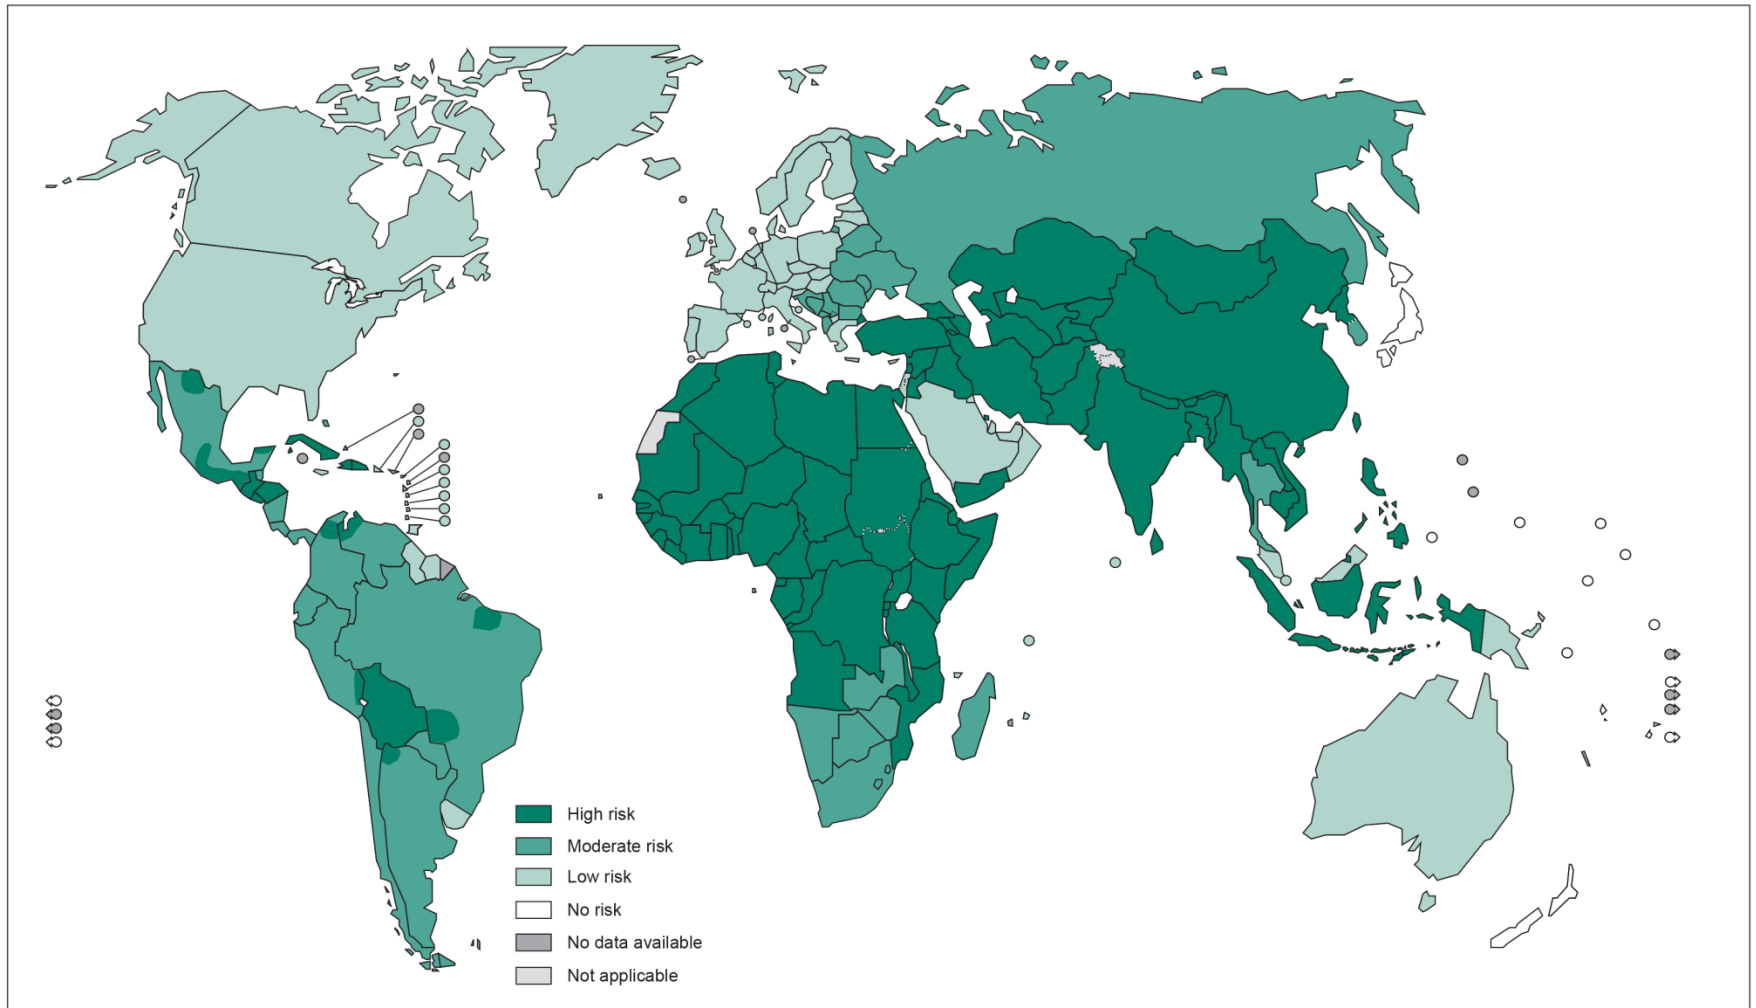 High risk
Moderate risk
Low risk
No risk
No data available
Not applicable